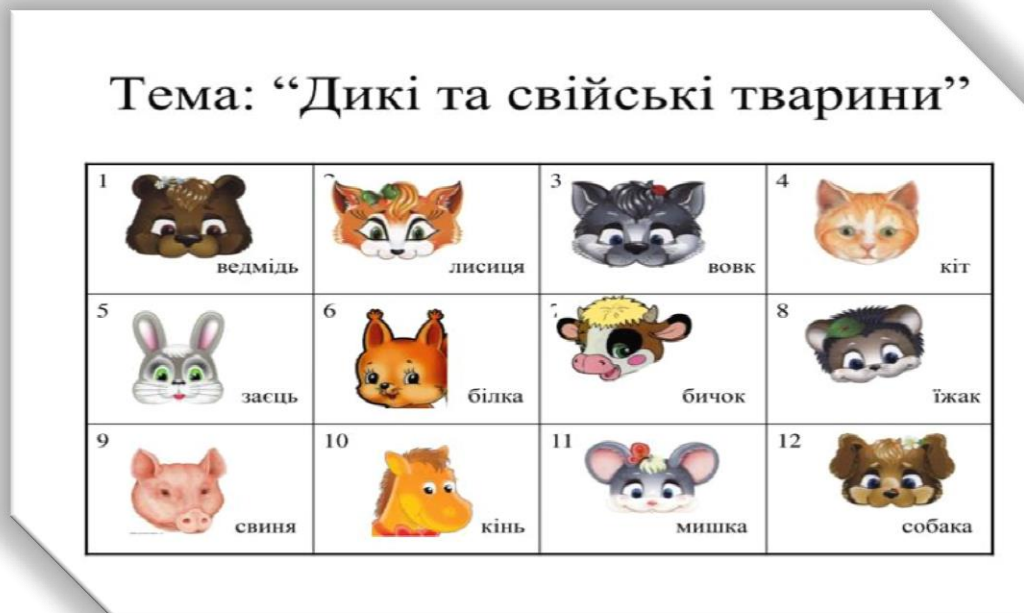 Тема: “Дикі та свійські тварини”
1
ведмідь
лисиця
3
вовк
4
кіт
5
заєць
6
білка
бичок
8
їжак
9
свиня
10
кінь
11
мишка
12
собака